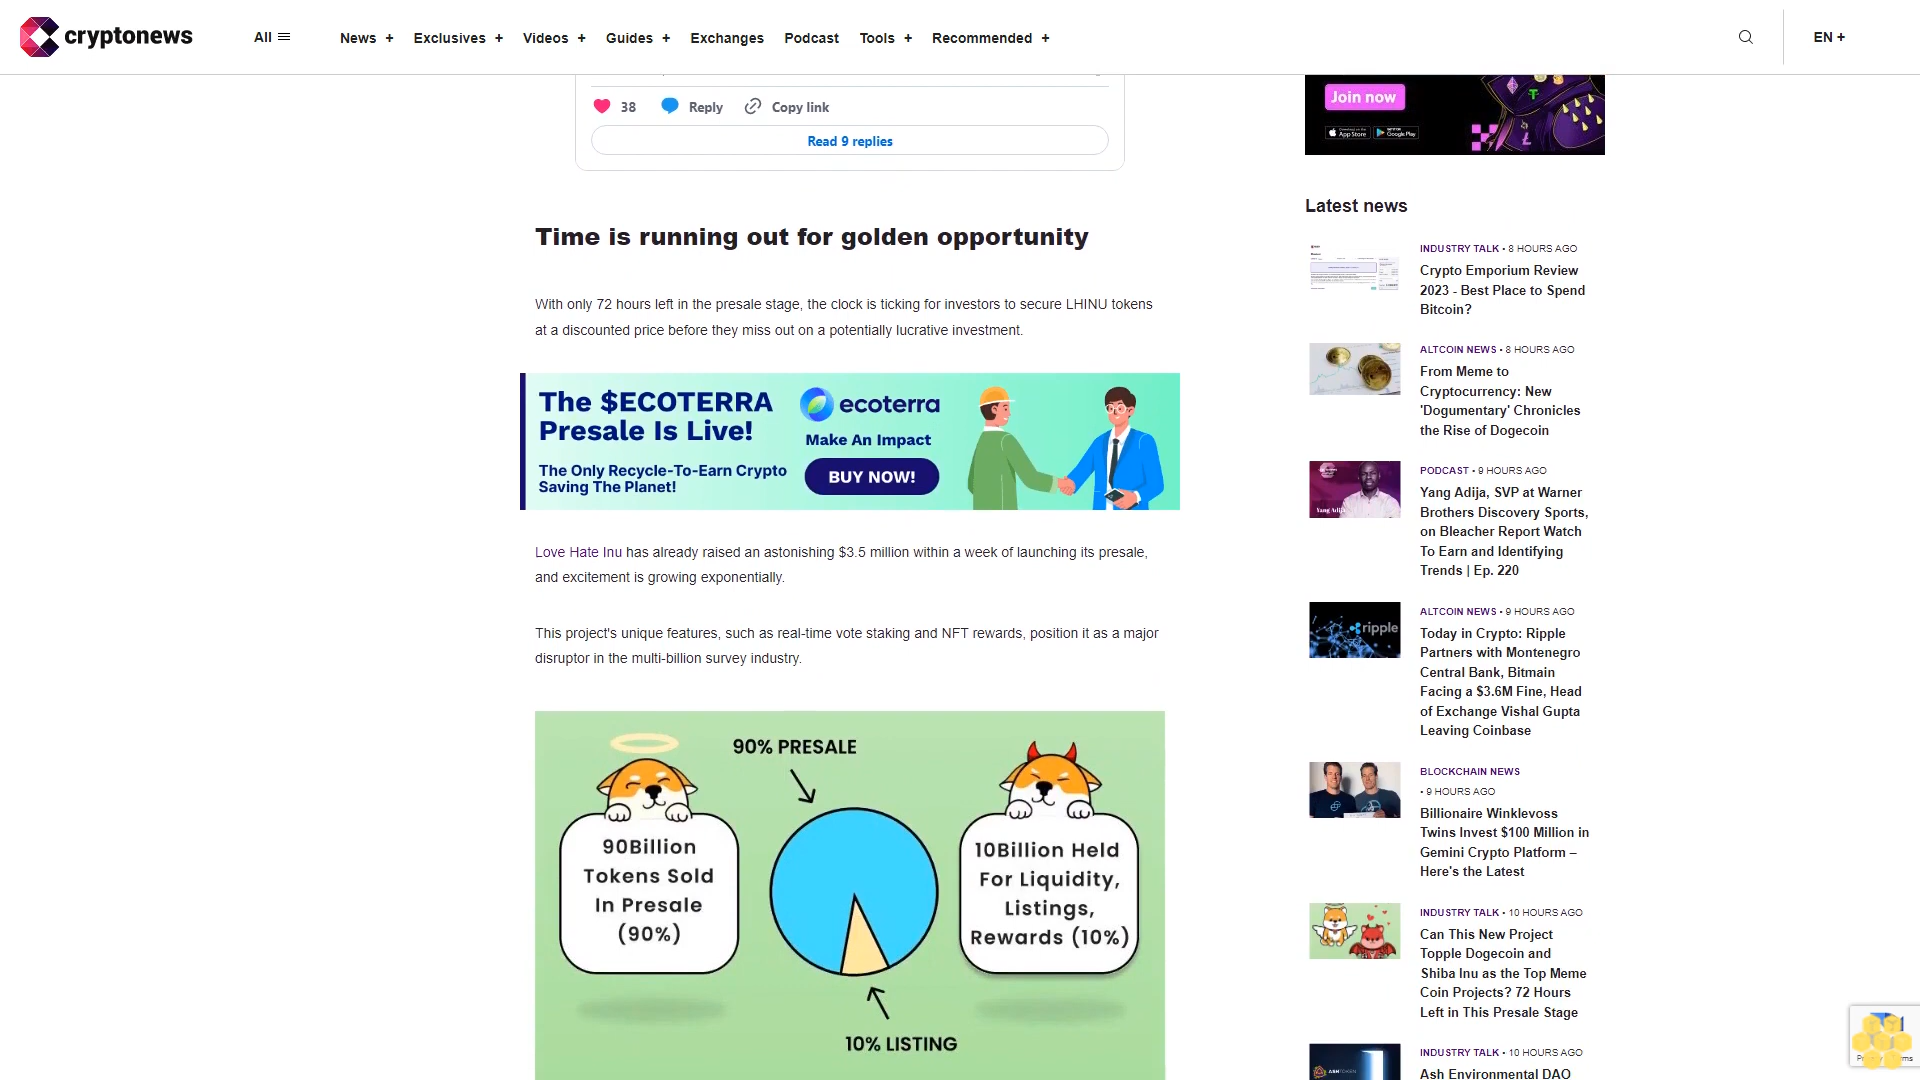 cryptonews
All
News +
Exclusives +
Videos +
Guides +
Exchanges
Podcast
Tools +
Recommended +
EN +
38
Reply
Copy link
Read 9 replies
Time is running out for golden opportunity
With only 72 hours left in the presale stage, the clock is ticking for investors to secure LHINU tokens
at a discounted price before they miss out on a potentially lucrative investment.
The $ECOTERRA
Presale Is Live!
The Only Recycle-To-Earn Crypto
Saving The Planet!
ecoterra
Make An Impact
BUY NOW!
Love Hate Inu has already raised an astonishing $3.5 million within a week of launching its presale,
and excitement is growing exponentially.
This project's unique features, such as real-time vote staking and NFT rewards, position it as a major
disruptor in the multi-billion survey industry.
90% PRESALE
90Billion
Tokens Sold
In Presale
(90%)
10Billion Held
For Liquidity,
Listings,
Rewards (10%)
10% LISTING
Join now
App Store
Google Play
Latest news
INDUSTRY TALK • 8 HOURS AGO
Crypto Emporium Review
2023 - Best Place to Spend
Bitcoin?
ALTCOIN NEWS • 8 HOURS AGO
From Meme to
Cryptocurrency: New
'Dogumentary' Chronicles
the Rise of Dogecoin
Yang Adija
PODCAST • 9 HOURS AGO
Yang Adija, SVP at Warner
Brothers Discovery Sports,
on Bleacher Report Watch
To Earn and Identifying
Trends | Ep. 220
ripple
ALTCOIN NEWS • 9 HOURS AGO
Today in Crypto: Ripple
Partners with Montenegro
Central Bank, Bitmain
Facing a $3.6M Fine, Head
of Exchange Vishal Gupta
Leaving Coinbase
BLOCKCHAIN NEWS
• 9 HOURS AGO
Billionaire Winklevoss
Twins Invest $100 Million in
Gemini Crypto Platform –
Here's the Latest
INDUSTRY TALK • 10 HOURS AGO
Can This New Project
Topple Dogecoin and
Shiba Inu as the Top Meme
Coin Projects? 72 Hours
Left in This Presale Stage
INDUSTRY TALK • 10 HOURS AGO
Ash Environmental DAO